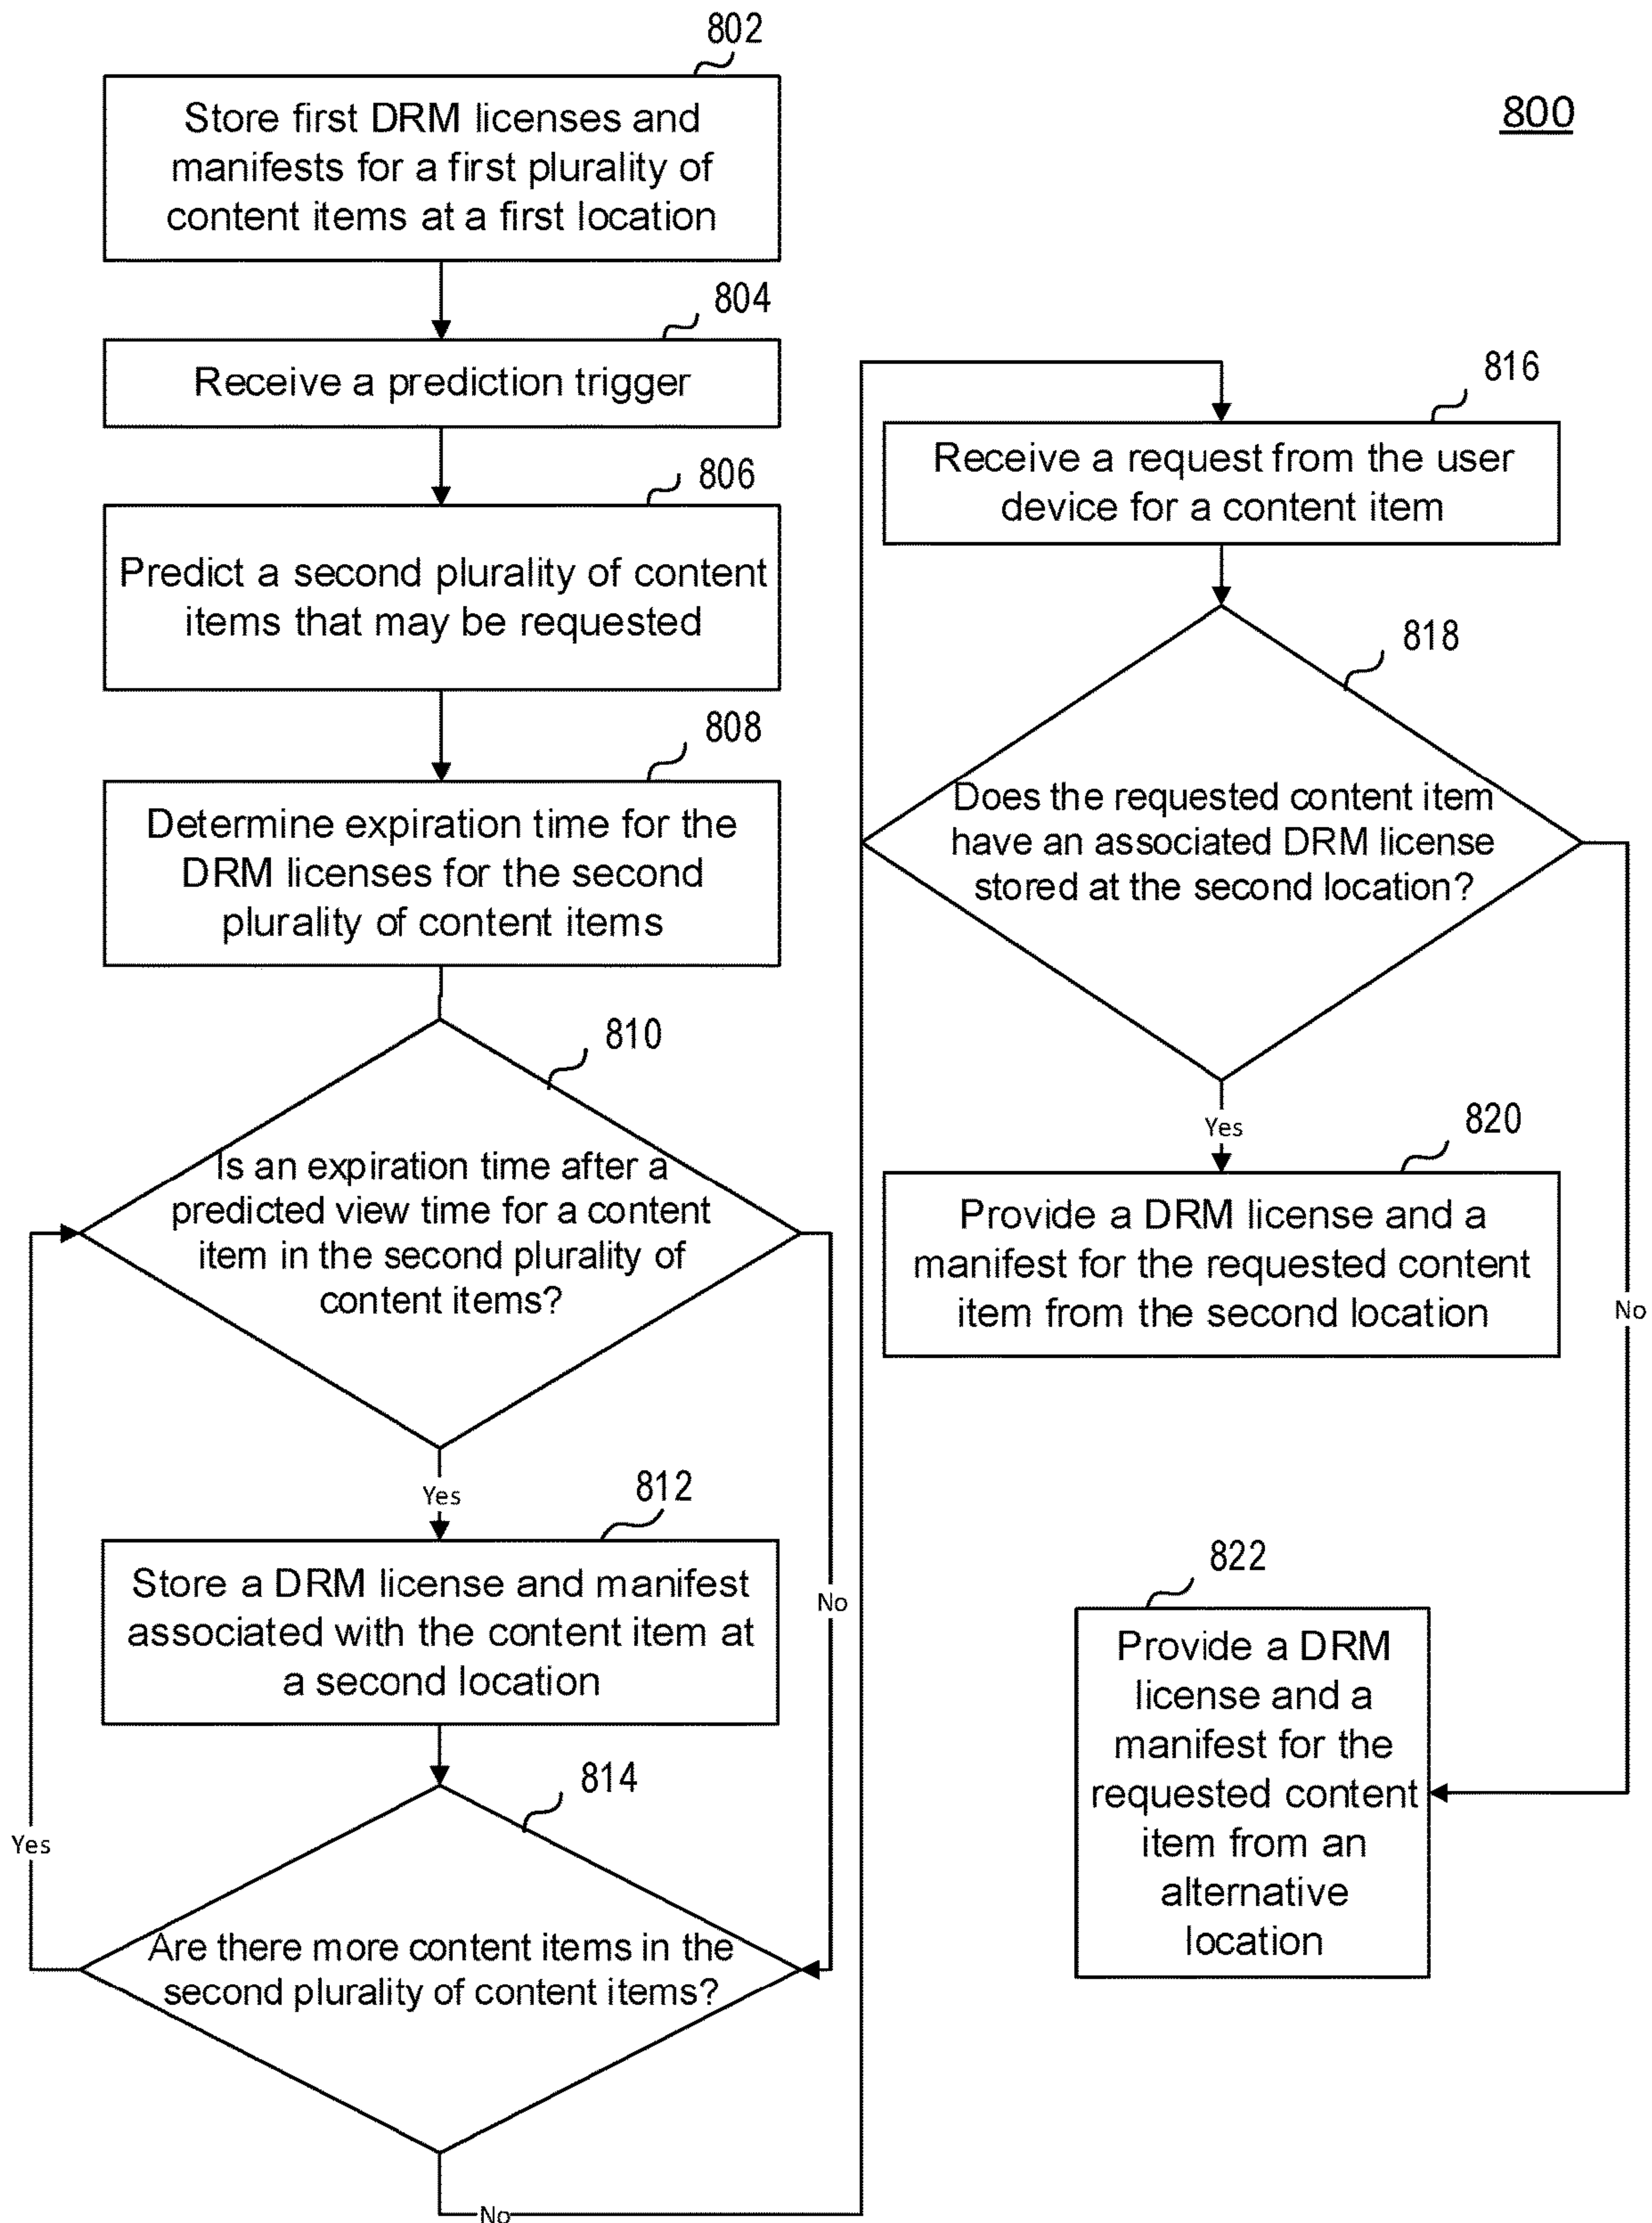 800
802
Store first DRM licenses and
manifests for a first plurality of
content items at a first location
804
Receive a prediction trigger
806
Predict a second plurality of content
items that may be requested
808
Determine expiration time for the
DRM licenses for the second
plurality of content items
810
Is an expiration time after a
predicted view time for a content
item in the second plurality of
content items?
Yes
No
812
Store a DRM license and manifest
associated with the content item at
a second location
814
Are there more content items in the
second plurality of content items?
Yes
No
816
Receive a request from the user
device for a content item
818
Does the requested content item
have an associated DRM license
stored at the second location?
Yes
No
820
Provide a DRM license and a
manifest for the requested content
item from the second location
822
Provide a DRM
license and a
manifest for the
requested content
item from an
alternative
location